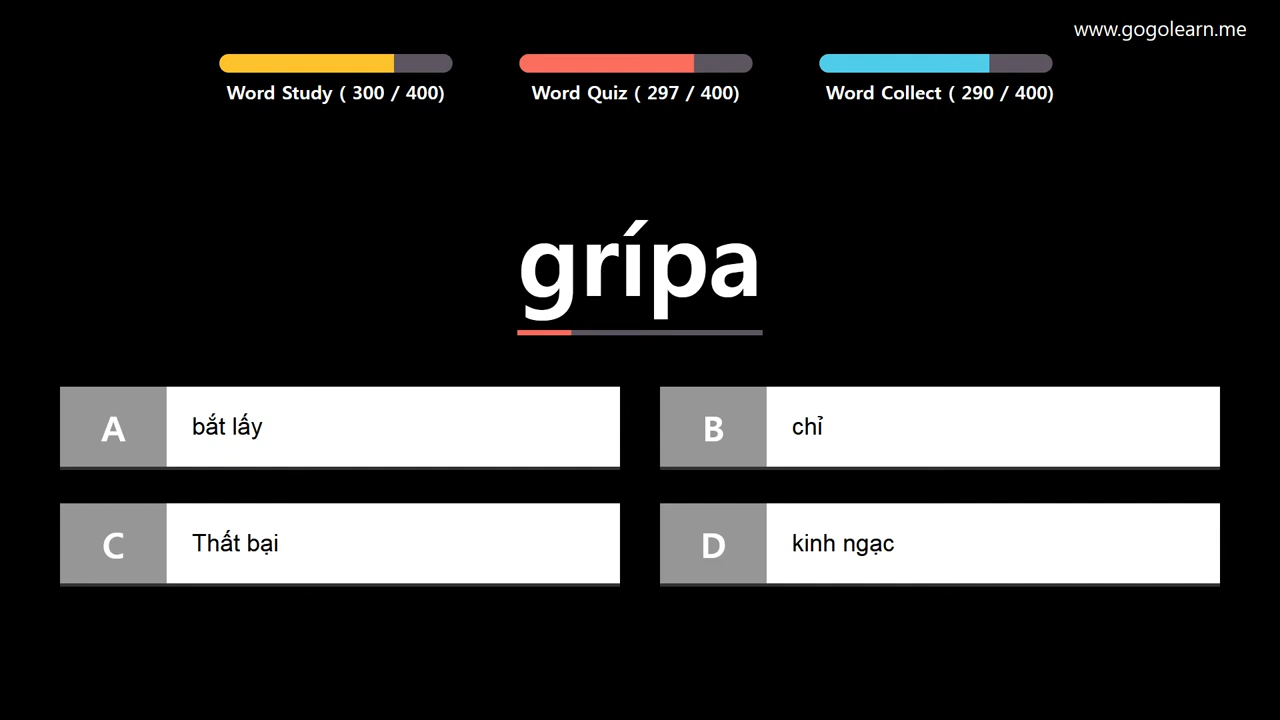 www.gogolearn.me
Word Study ( 300 / 400)
Word Quiz ( 297 / 400)
Word Collect ( 290 / 400)
grípa
A
bắt lấy
B
chỉ
C
Thất bại
D
kinh ngạc